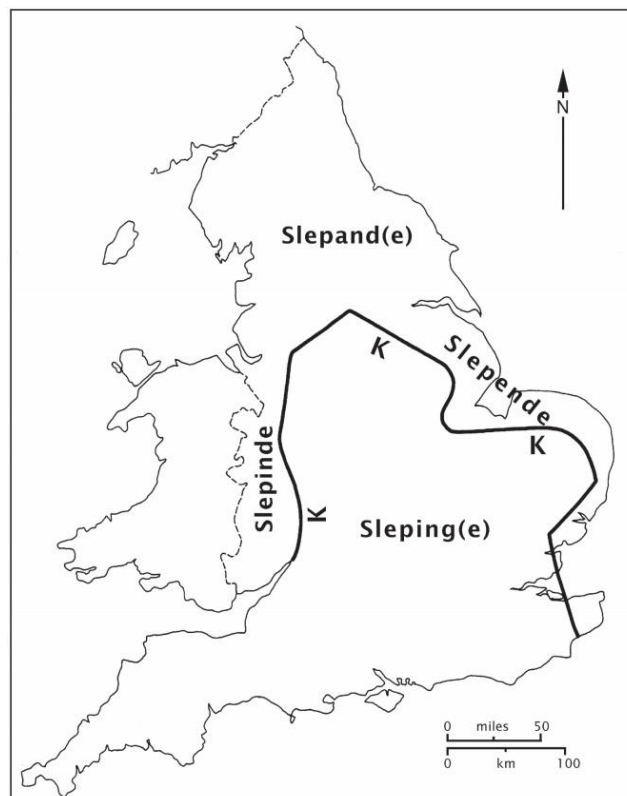 N
Slepand(e)
K
Slepende
K
Slepinde
K
Sleping(e)
0 miles 50
0 km 100